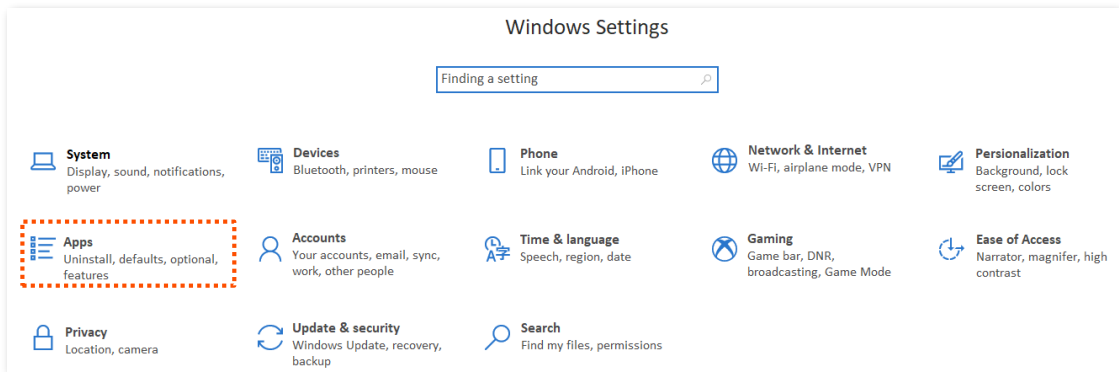 Windows Settings
Finding a setting
System
Display, sound, notifications,
power
Devices
Bluetooth, printers, mouse
Phone
Link your Android, iPhone
Network & Internet
Wi-Fi, airplane mode, VPN
Personalization
Background, lock
screen, colors
Apps
Uninstall, defaults, optional,
features
Accounts
Your accounts, email, sync,
work, other people
Time & language
Speech, region, date
Gaming
Game bar, DNR,
broadcasting, Game Mode
Ease of Access
Narrator, magnifer, high
contrast
Privacy
Location, camera
Update & security
Windows Update, recovery,
backup
Search
Find my files, permissions